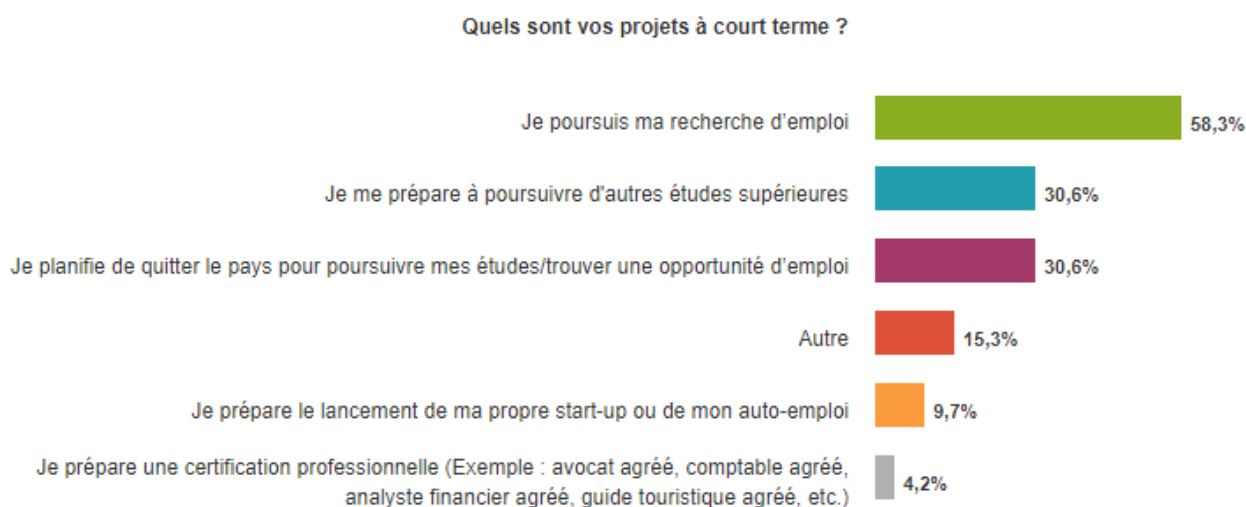 Quels sont vos projets à court terme ?
Je poursuis ma recherche d’emploi
58,3%
Je me prépare à poursuivre d'autres études supérieures
30,6%
Je planifie de quitter le pays pour poursuivre mes études/trouver une opportunité d’emploi
30,6%
Autre
15,3%
Je prépare le lancement de ma propre start-up ou de mon auto-emploi
9,7%
Je prépare une certification professionnelle (Exemple : avocat agréé, comptable agréé,
analyste financier agréé, guide touristique agréé, etc.)
4,2%